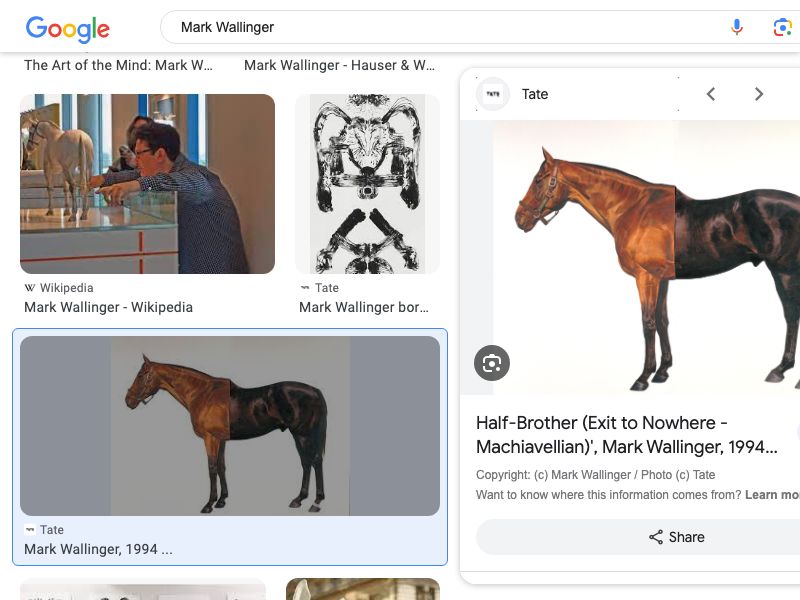 Google
Mark Wallinger
The Art of the Mind: Mark W...
Mark Wallinger - Hauser & W...
Wikipedia
Mark Wallinger - Wikipedia
Tate
Mark Wallinger bor...
Tate
Mark Wallinger, 1994 ...
TATE
Tate
Half-Brother (Exit to Nowhere -
Machiavellian)', Mark Wallinger, 1994...
Copyright: (c) Mark Wallinger / Photo (c) Tate
Want to know where this information comes from? Learn mo
Share